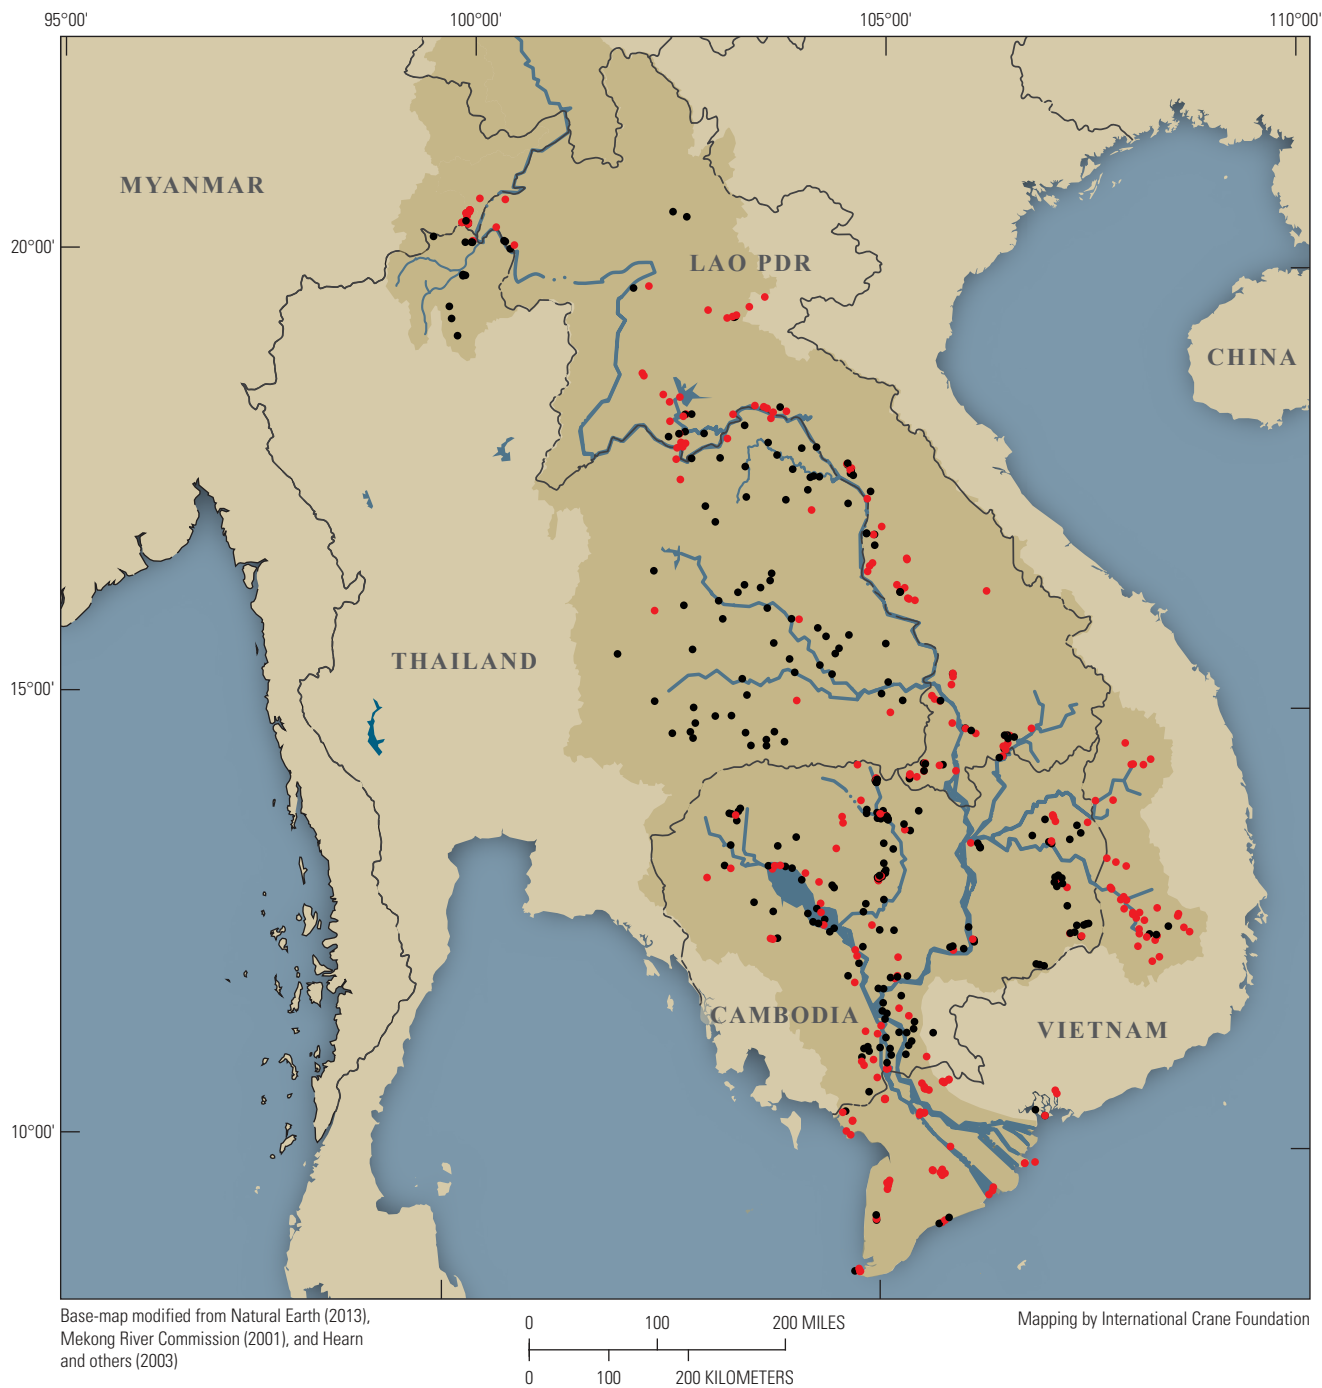 95°00'
100°00'
105°00'
110°00'
MYANMAR
20°00'
LAO PDR
CHINA
THAILAND
15°00'
CAMBODIA
VIETNAM
10°00'
Base-map modified from Natural Earth (2013),
Mekong River Commission (2001), and Hearn
and others (2003)
0 100 200 MILES
0 100 200 KILOMETERS
Mapping by International Crane Foundation